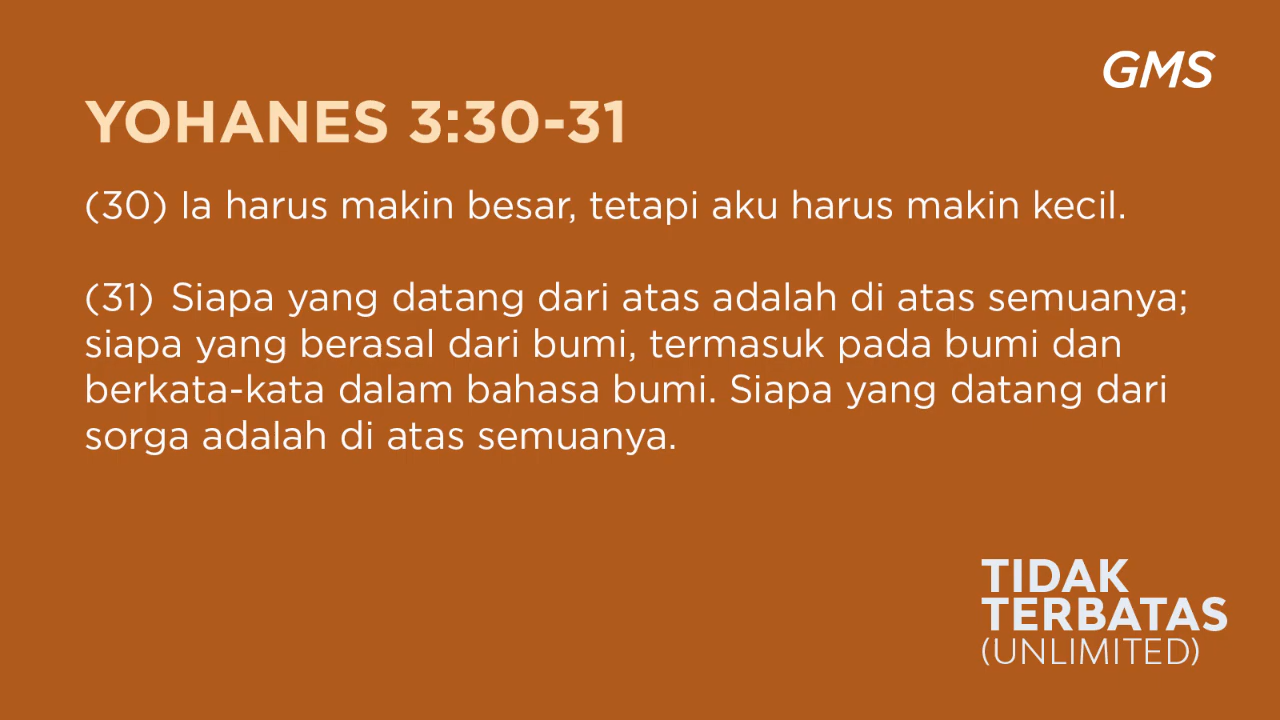 GMS
YOHANES 3:30-31
(30) Ia harus makin besar, tetapi aku harus makin kecil.
(31) Siapa yang datang dari atas adalah di atas semuanya;
siapa yang berasal dari bumi, termasuk pada bumi dan
berkata-kata dalam bahasa bumi. Siapa yang datang dari
sorga adalah di atas semuanya.
TIDAK
TERBATAS
(UNLIMITED)